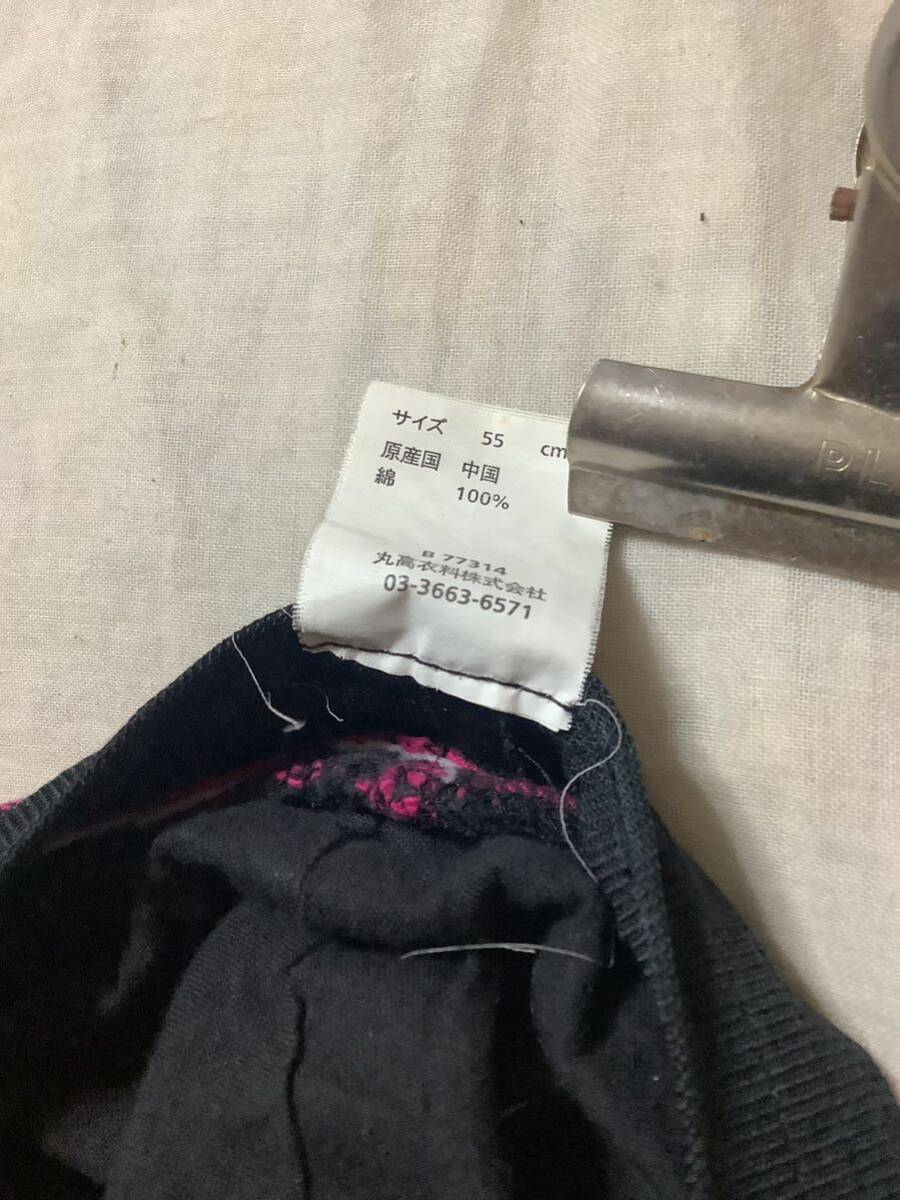 サイズ 55 cm
原産国 中国
綿 100%
B 77314
丸高衣料株式会社
03-3663-6571